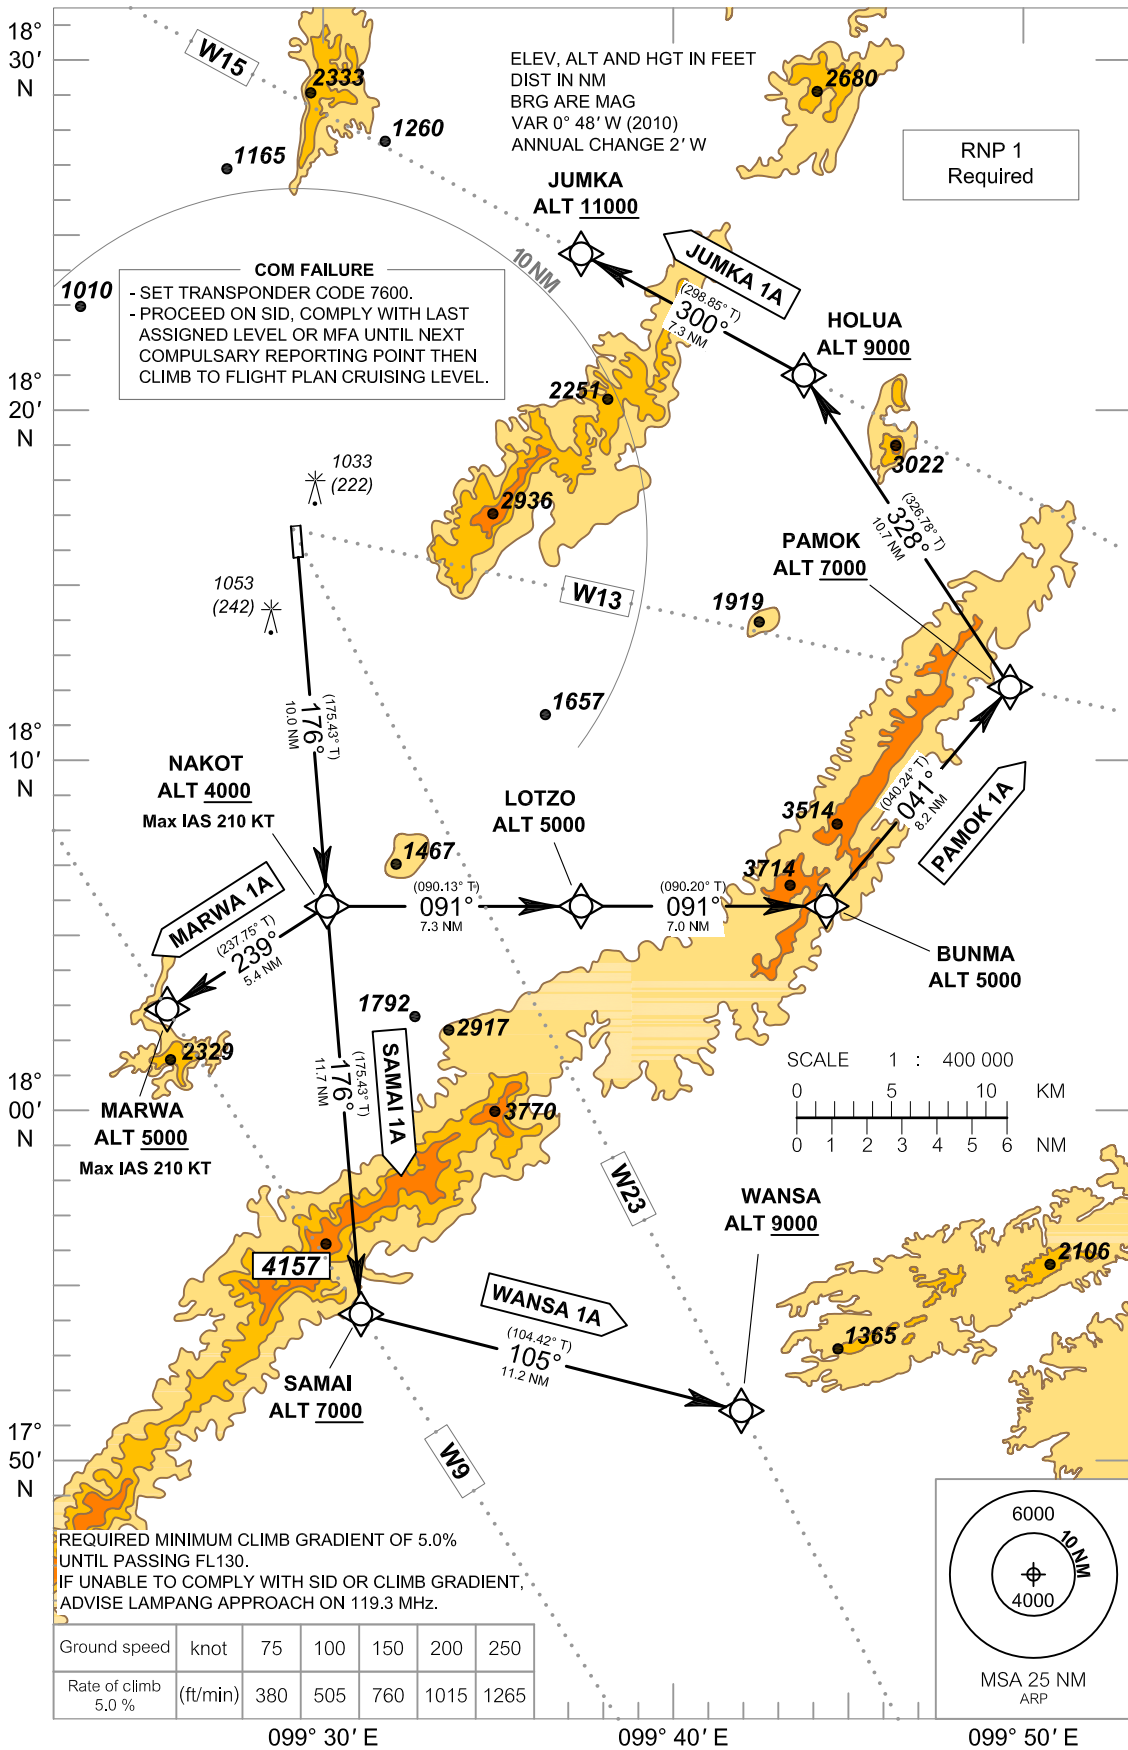 18°
30′
N
W15
2333
1260
1165
ELEV, ALT AND HGT IN FEET
DIST IN NM
BRG ARE MAG
VAR 0° 48′ W (2010)
ANNUAL CHANGE 2′ W
2680
RNP 1
Required
JUMKA
ALT 11000
10 NM
JUMKA 1A
(298.85° T)
300°
7.3 NM
HOLUA
ALT 9000
1010
COM FAILURE
- SET TRANSPONDER CODE 7600.
- PROCEED ON SID, COMPLY WITH LAST
ASSIGNED LEVEL OR MFA UNTIL NEXT
COMPULSARY REPORTING POINT THEN
CLIMB TO FLIGHT PLAN CRUISING LEVEL.
18°
20′
N
2251
3022
1033
(222)
2936
(326.78° T)
328°
10.7 NM
PAMOK
ALT 7000
1053
(242)
W13
1919
1657
(175.43° T)
176°
10.0 NM
18°
10′
N
NAKOT
ALT 4000
Max IAS 210 KT
LOTZO
ALT 5000
3514
(040.24° T)
041°
8.2 NM
PAMOK 1A
1467
3714
MARWA 1A
(090.13° T)
091°
7.3 NM
(090.20° T)
091°
7.0 NM
(237.75° T)
239°
5.4 NM
BUNMA
ALT 5000
1792
2917
2329
SAMAI 1A
(175.43° T)
176°
11.7 NM
SCALE 1 : 400 000
0 5 10 KM
0 1 2 3 4 5 6 NM
18°
00′
N
MARWA
ALT 5000
Max IAS 210 KT
3770
W23
WANSA
ALT 9000
4157
2106
WANSA 1A
(104.42° T)
105°
11.2 NM
1365
SAMAI
ALT 7000
17°
50′
N
W9
REQUIRED MINIMUM CLIMB GRADIENT OF 5.0%
UNTIL PASSING FL130.
IF UNABLE TO COMPLY WITH SID OR CLIMB GRADIENT,
ADVISE LAMPANG APPROACH ON 119.3 MHz.
6000
10 NM
4000
MSA 25 NM
ARP
Ground speed knot 75 100 150 200 250
Rate of climb
5.0 % (ft/min) 380 505 760 1015 1265
099° 30′ E 099° 40′ E 099° 50′ E